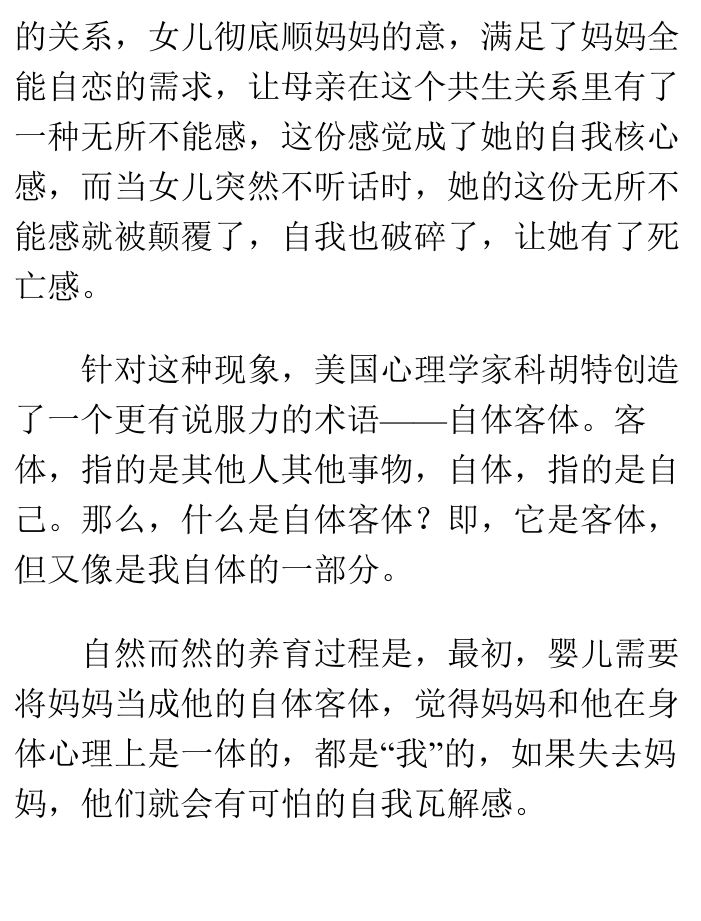 的关系，女儿彻底顺妈妈的意，满足了妈妈全
能自恋的需求，让母亲在这个共生关系里有了
一种无所不能感，这份感觉成了她的自我核心
感，而当女儿突然不听话时，她的这份无所不
能感就被颠覆了，自我也破碎了，让她有了死
亡感。
针对这种现象，美国心理学家科胡特创造
了一个更有说服力的术语——自体客体。客
体，指的是其他人其他事物，自体，指的是自
己。那么，什么是自体客体？即，它是客体，
但又像是我自体的一部分。
自然而然的养育过程是，最初，婴儿需要
将妈妈当成他的自体客体，觉得妈妈和他在身
体心理上是一体的，都是“我”的，如果失去妈
妈，他们就会有可怕的自我瓦解感。